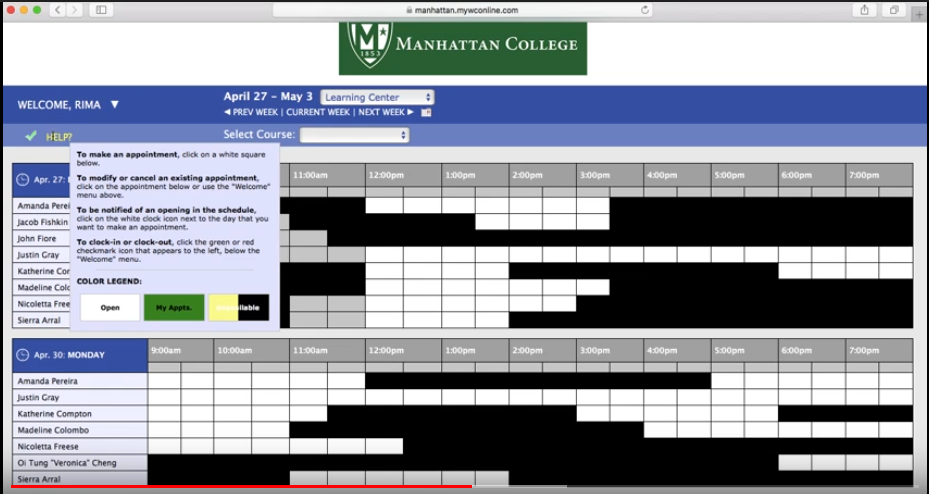 manhattan.mywconline.com
1853
MANHATTAN COLLEGE
WELCOME, RIMA ▼
April 27 - May 3 Learning Center
◄ PREV WEEK | CURRENT WEEK | NEXT WEEK ►
HELP?
Select Course:
To make an appointment, click on a white square
below.
To modify or cancel an existing appointment,
click on the appointment below or use the "Welcome"
menu above.
To be notified of an opening in the schedule,
click on the white clock icon next to the day that you
want to make an appointment.
To clock-in or clock-out, click the green or red
checkmark icon that appears to the left, below the
"Welcome" menu.
COLOR LEGEND:
Open My Appts.
Apr. 27: 11:00am 12:00pm 1:00pm 2:00pm 3:00pm 4:00pm 5:00pm 6:00pm 7:00pm
Amanda Perei
Jacob Fishkin
John Fiore
Justin Gray
Katherine Co
Madeline Colo
Nicoletta Free
Sierra Arral
Apr. 30: MONDAY 9:00am 10:00am 11:00am 12:00pm 1:00pm 2:00pm 3:00pm 4:00pm 5:00pm 6:00pm 7:00pm
Amanda Pereira
Justin Gray
Katherine Compton
Madeline Colombo
Nicoletta Freese
Oi Tung "Veronica" Cheng
Sierra Arral